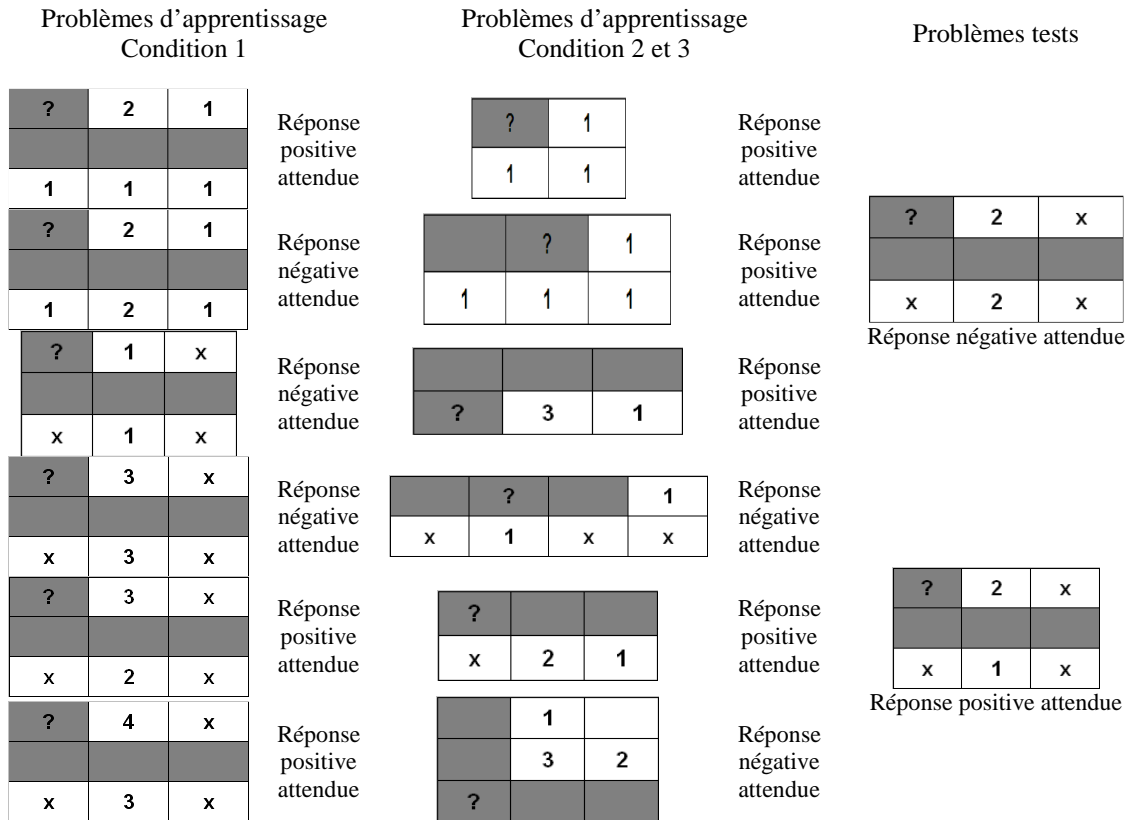 Problèmes d’apprentissage
Condition 1
? 2 1
1 1 1
Réponse
positive
attendue
? 2 1
1 2 1
Réponse
négative
attendue
? 1 x
x 1 x
Réponse
négative
attendue
? 3 x
x 3 x
Réponse
négative
attendue
? 3 x
x 2 x
Réponse
positive
attendue
? 4 x
x 3 x
Réponse
positive
attendue
Problèmes d’apprentissage
Condition 2 et 3
? 1
1 1
Réponse
positive
attendue
? 1
1 1 1
Réponse
positive
attendue
? 3 1
Réponse
positive
attendue
? 1
x 1 x x
Réponse
négative
attendue
?
x 2 1
Réponse
positive
attendue
1
3 2
?
Réponse
négative
attendue
Problèmes tests
? 2 x
x 2 x
Réponse négative attendue
? 2 x
x 1 x
Réponse positive attendue